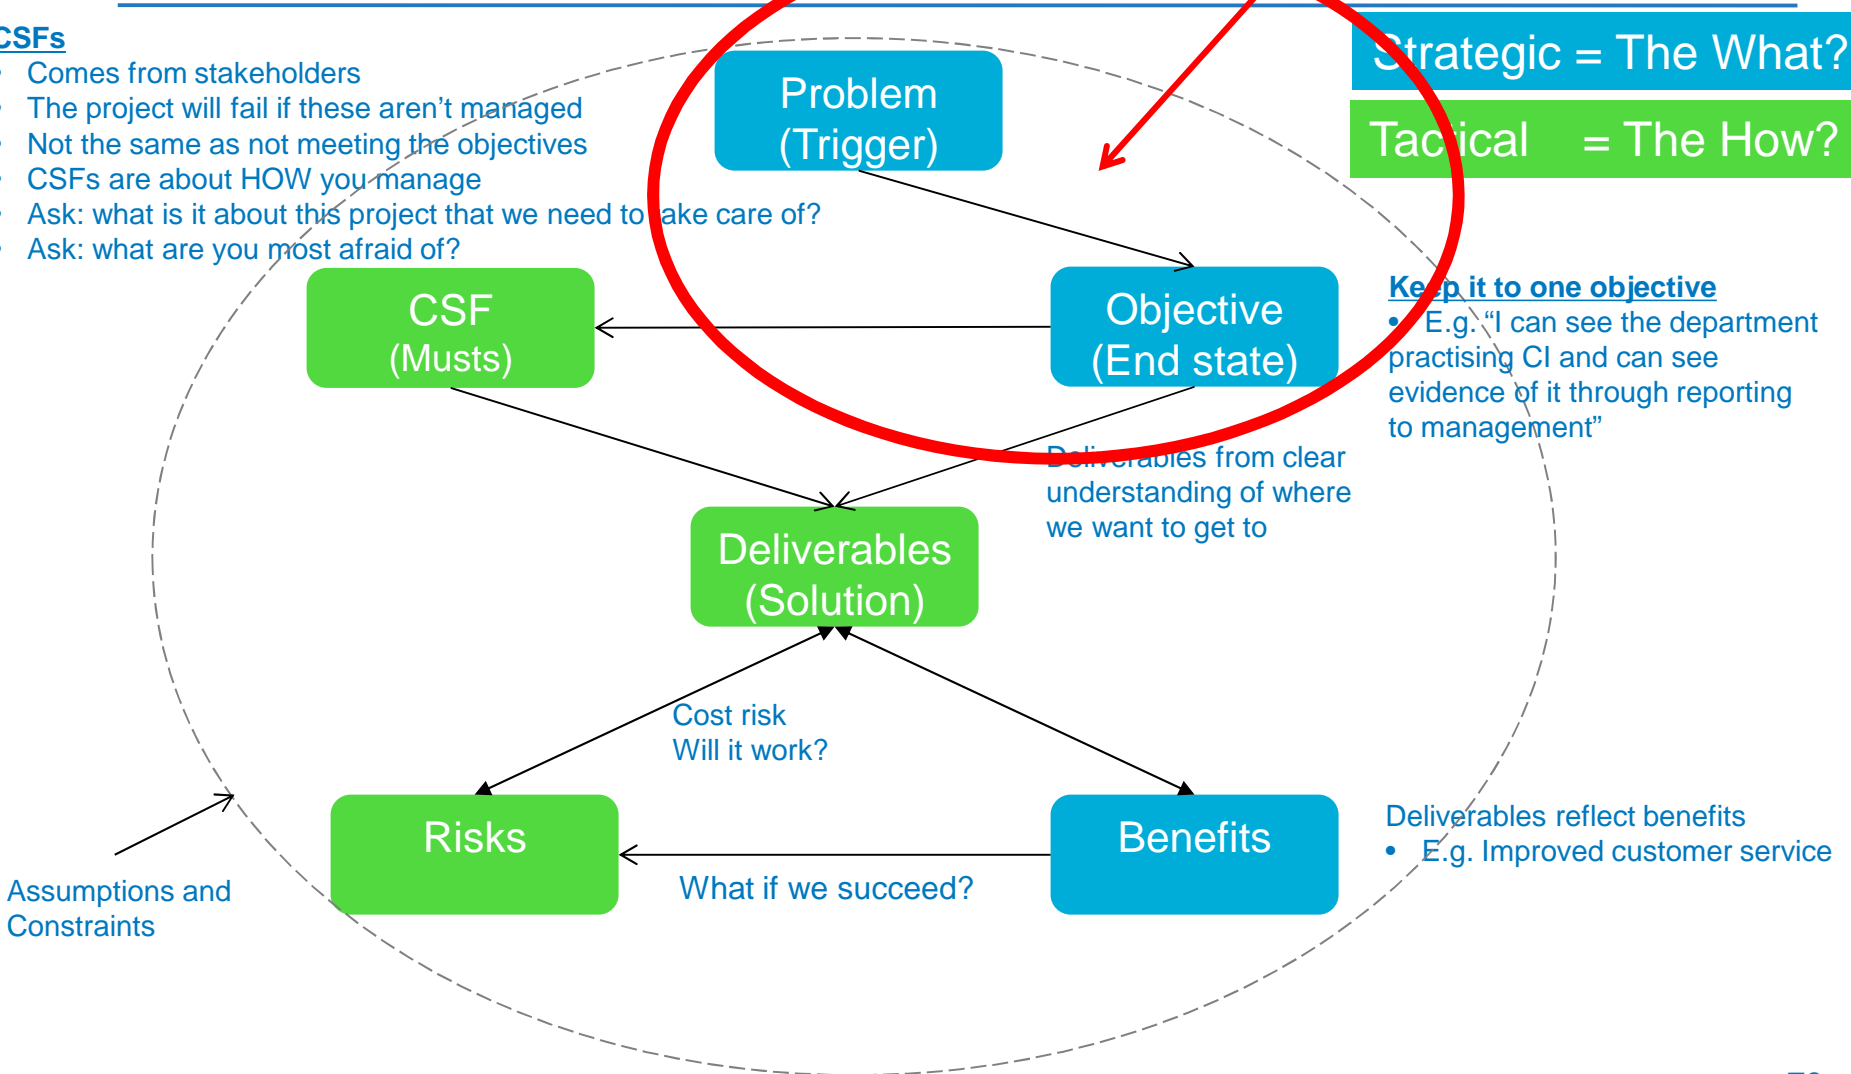 CSFs
• Comes from stakeholders
• The project will fail if these aren't managed
• Not the same as not meeting the objectives
• CSFs are about HOW you manage
• Ask: what is it about this project that we need to take care of?
• Ask: what are you most afraid of?
Problem
(Trigger)
Strategic = The What?
Tactical = The How?
CSF
(Musts)
Objective
(End state)
Keep it to one objective
• E.g. “I can see the department
practising CI and can see
evidence of it through reporting
to management”
Deliverables from clear
understanding of where
we want to get to
Deliverables
(Solution)
Cost risk
Will it work?
Risks
Benefits
What if we succeed?
Deliverables reflect benefits
• E.g. Improved customer service
Assumptions and
Constraints